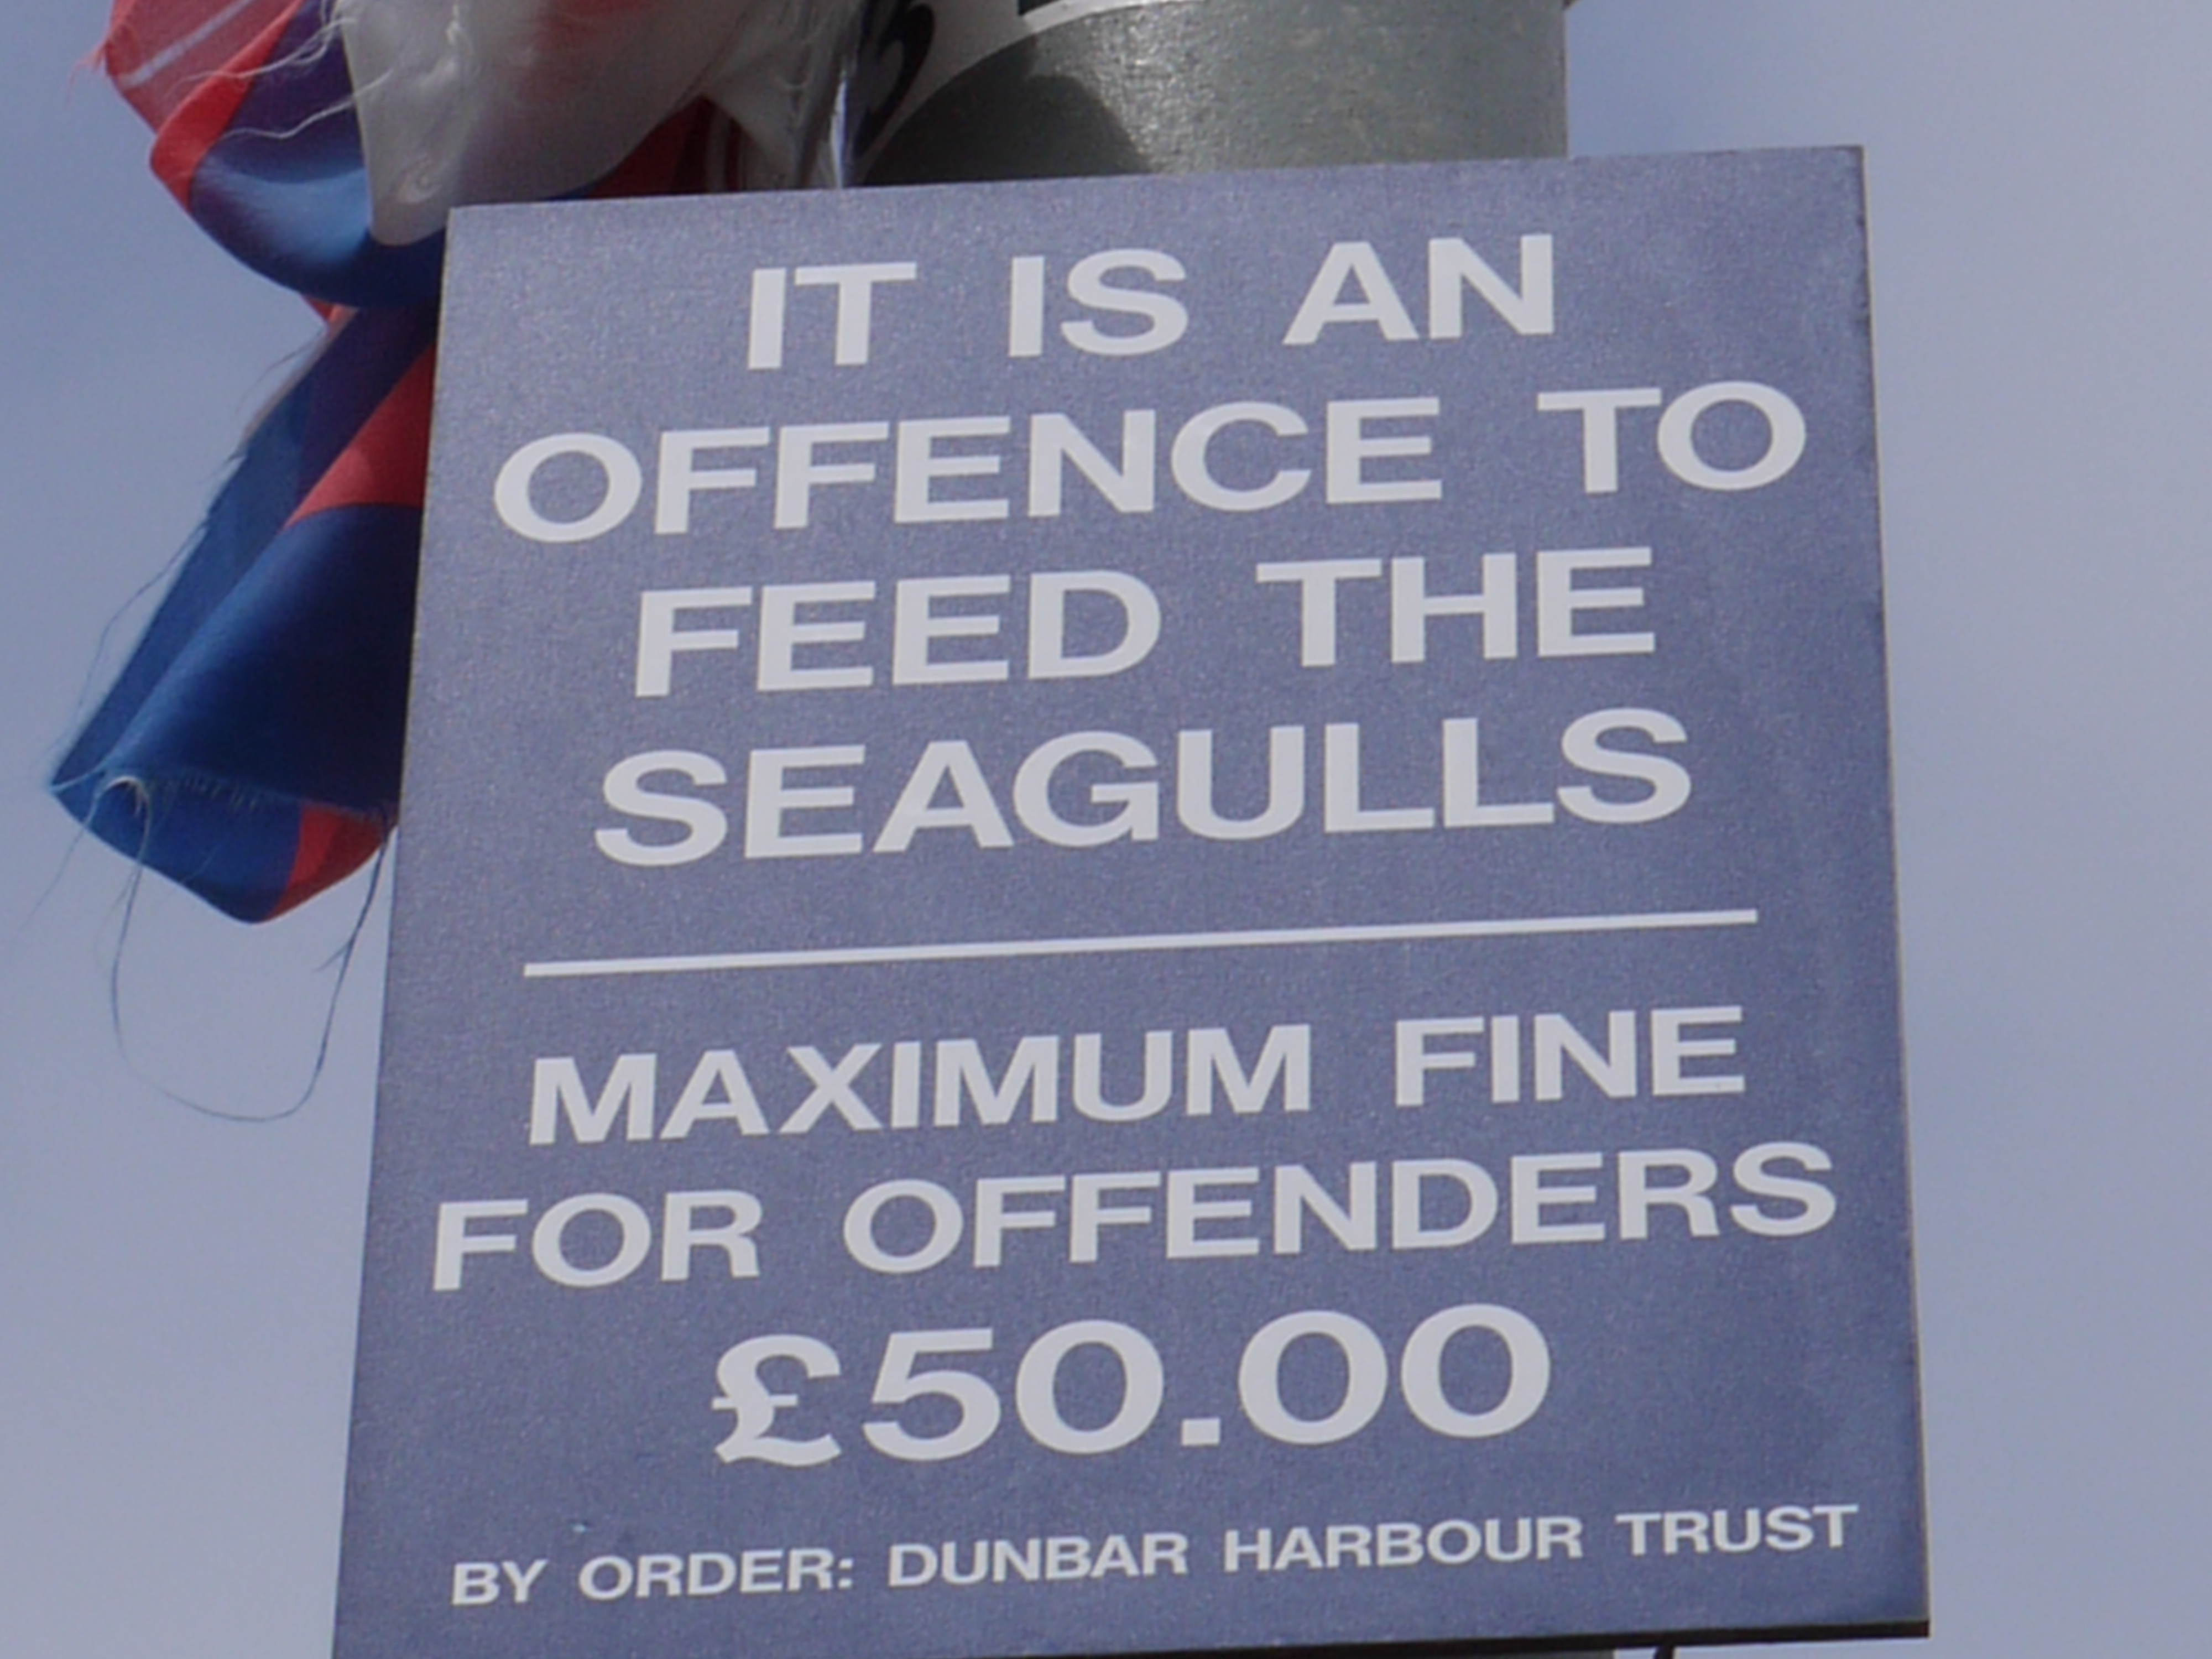 IT IS AN
OFFENCE TO
FEED THE
SEAGULLS
MAXIMUM FINE
FOR OFFENDERS
£50.00
BY ORDER: DUNBAR HARBOUR TRUST